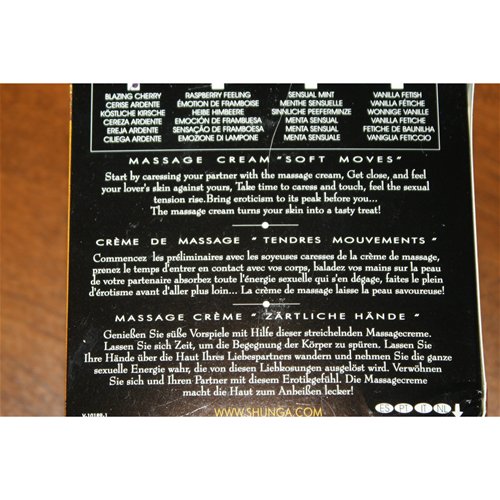 BLAZING CHERRY RASPBERRY FEELING SENSUAL MINT VANILLA FETISH
CERISE ARDENTE ÉMOTION DE FRAMBOISE MENTHE SENSUELLE VANILLA FÉTICHE
KÖSTLICHE KIRSCHE HEIBE HIMBEERE SINNLICHE PFEFERMINZE WONNIGE VANILLE
CEREZA ARDIENTE EMOCIÓN DE FRAMBUESA MENTA SENSUAL VANILLA FÉTICHE
EREJA ARDENTE SENSAÇÃO DE FRAMBOESA MENTA SENSUAL FETICHE DE BAUNILHA
CILIEGA ARDENTE EMOZIONE DI LAMPONE MENTA SENSUALE VANIGLIA FETICCIO
MASSAGE CREAM "SOFT MOVES"
Start by caressing your partner with the massage cream, Get close, and feel
your lover's skin against yours, Take time to caress and touch, feel the sexual
tension rise.Bring eroticism to its peak before you...
The massage cream turns your skin into a tasty treat!
CRÈME DE MASSAGE " TENDRES MOUVEMENTS "
Commencez les préliminaires avec les soyeuses caresses de la crème de massage,
prenez le temps d'entrer en contact avec vos corps, baladez vos mains sur la peau
de votre partenaire absorbez toute l'énergie sexuelle qui s'en dégage, faites le plein
d'érotisme avant d'aller plus loin... La crème de massage laisse la peau savoureuse!
MASSAGE CRÈME " ZÄRTLICHE HÄNDE "
Genießen Sie süße Vorspiele mit Hilfe dieser streichelnden Massagecreme.
Lassen Sie sich Zeit, um die Begegnung der Körper zu spüren. Lassen Sie
Ihre Hände über die Haut Ihres Liebespartners wandern und nehmen Sie die ganze
sexuelle Energie wahr, die von diesen Liebkosungen ausgelöst wird. Verwöhnen
Sie sich und Ihren Partner mit diesem Erotikgefühl. Die Massagecreme
macht die Haut zum Anbeißen lecker!
V-10188-1 WWW.SHUNGA.COM ES PT IT NL